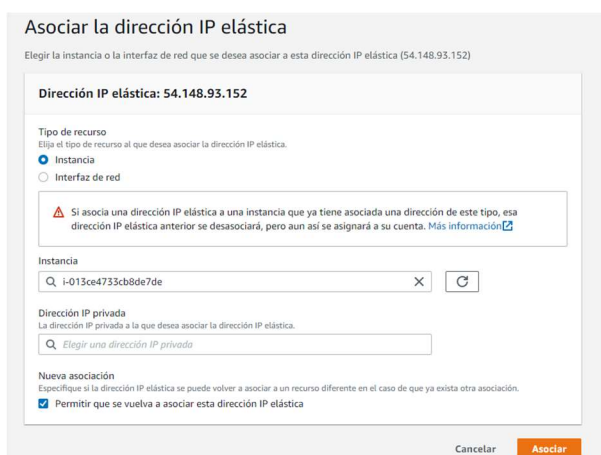 Asociar la dirección IP elástica
Elegir la instancia o la interfaz de red que se desea asociar a esta dirección IP elástica (54.148.93.152)
Dirección IP elástica: 54.148.93.152
Tipo de recurso
Elija el tipo de recurso al que desea asociar la dirección IP elástica.
Instancia
Interfaz de red
Si asocia una dirección IP elástica a una instancia que ya tiene asociada una dirección de este tipo, esa
dirección IP elástica anterior se desasociará, pero aun así se asignará a su cuenta. Más información
Instancia
i-013ce4733cb8de7de
Dirección IP privada
La dirección IP privada a la que desea asociar la dirección IP elástica.
Elegir una dirección IP privada
Nueva asociación
Especifique si la dirección IP elástica se puede volver a asociar a un recurso diferente en el caso de que ya exista otra asociación.
Permitir que se vuelva a asociar esta dirección IP elástica
Cancelar Asociar